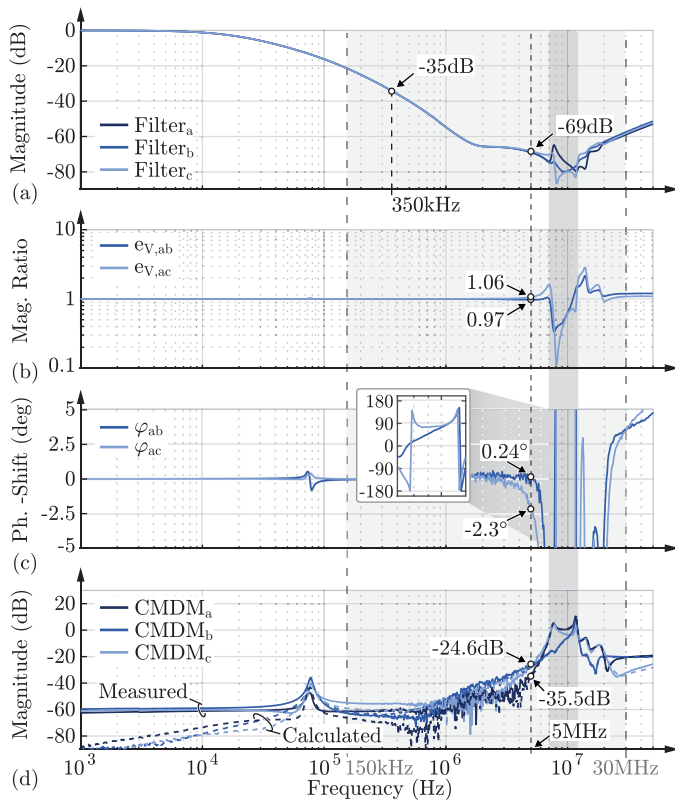 0
-20
-40
-60
-80
Magnitude (dB)
(a)
-35dB
-69dB
Filter_a
Filter_b
Filter_c
350kHz
10
1
0.1
Mag. Ratio
(b)
e_V,ab
e_V,ac
1.06
0.97
5
2.5
0
-2.5
-5
Ph. -Shift (deg)
(c)
φ_ab
φ_ac
180
90
0
-90
-180
0.24°
-2.3°
20
0
-20
-40
-60
-80
Magnitude (dB)
(d)
CMDM_a
CMDM_b
CMDM_c
-24.6dB
-35.5dB
Measured
Calculated
5MHz
10^3
10^4
10^5
150kHz
10^6
10^7
30MHz
Frequency (Hz)